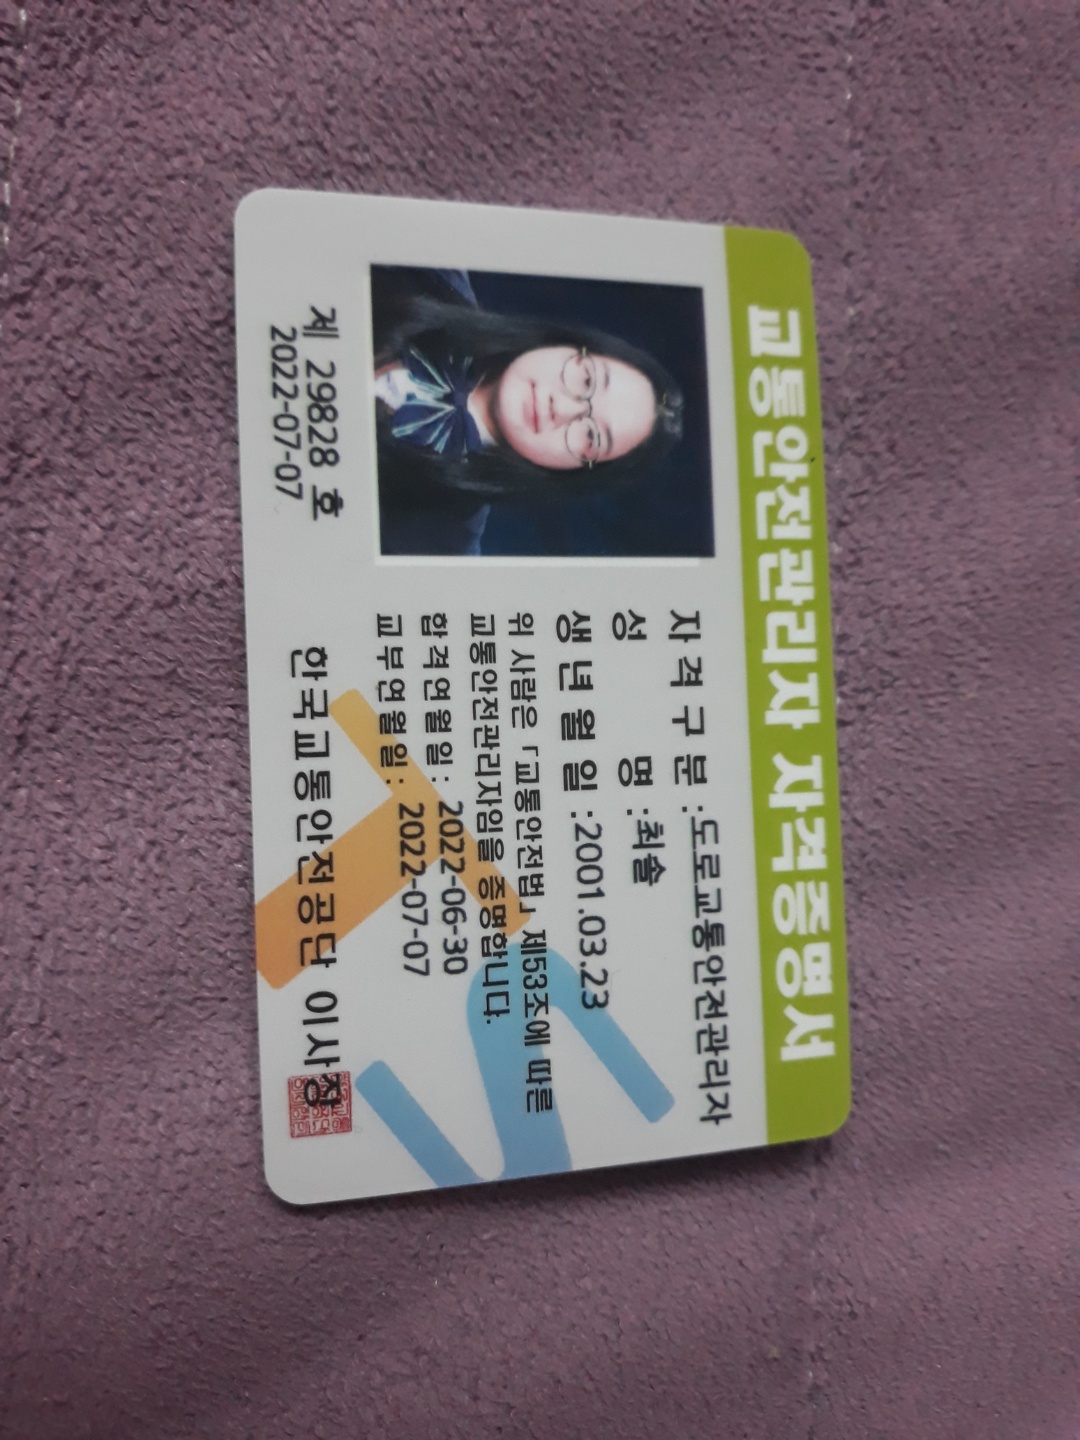 교통안전관리자 자격증명서
자 격 구 분 : 도로교통안전관리자
성 명 : 최솔
생 년 월 일 : 2001.03.23
위 사람은 「교통안전법」 제53조에 따른
교통안전관리자임을 증명합니다.
합격연월일 : 2022-06-30
교부연월일 : 2022-07-07
제 29828 호
2022-07-07
한국교통안전공단 이사장